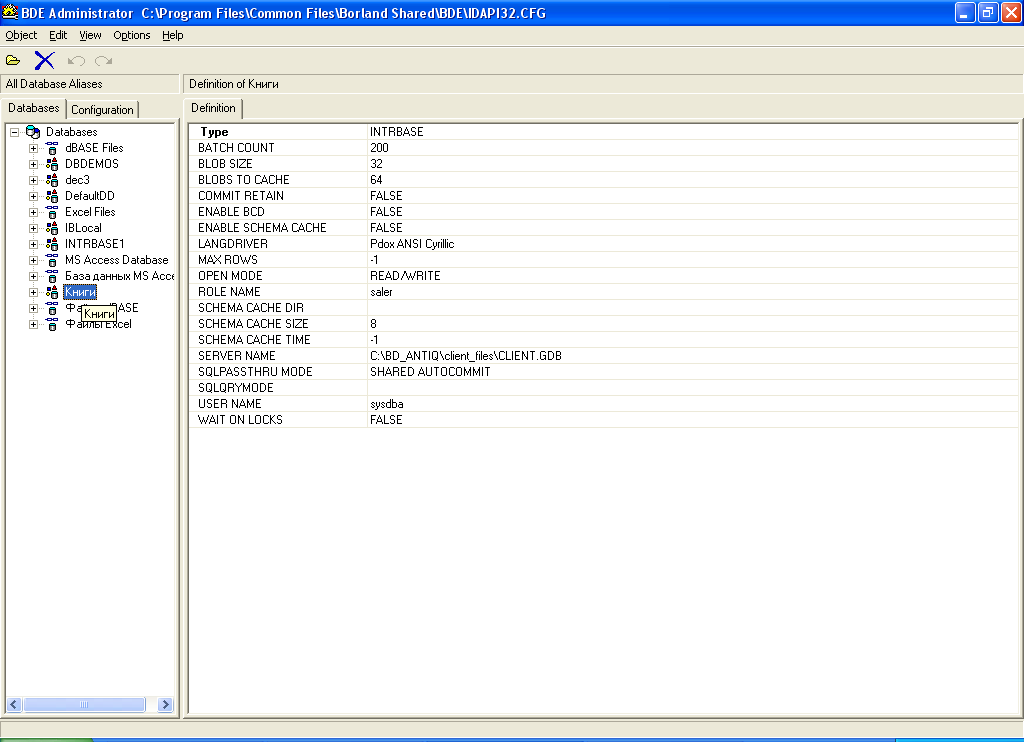 BDE Administrator C:\Program Files\Common Files\Borland Shared\BDE\IDAPI32.CFG
Object Edit View Options Help
All Database Aliases
Definition of Книги
Databases Configuration
Definition
Databases
dBASE Files
DBDEMOS
dec3
DefaultDD
Excel Files
IBLocal
INTRBASE1
MS Access Database
База данных MS Acce
Книги
Книги
Файлы Excel
Type INTRBASE
BATCH COUNT 200
BLOB SIZE 32
BLOBS TO CACHE 64
COMMIT RETAIN FALSE
ENABLE BCD FALSE
ENABLE SCHEMA CACHE FALSE
LANGDRIVER Pdox ANSI Cyrillic
MAX ROWS -1
OPEN MODE READ/WRITE
ROLE NAME saler
SCHEMA CACHE DIR
SCHEMA CACHE SIZE 8
SCHEMA CACHE TIME -1
SERVER NAME C:\BD_ANTIQ\client_files\CLIENT.GDB
SQLPASSTHRU MODE SHARED AUTOCOMMIT
SQLQRYMODE
USER NAME sysdba
WAIT ON LOCKS FALSE